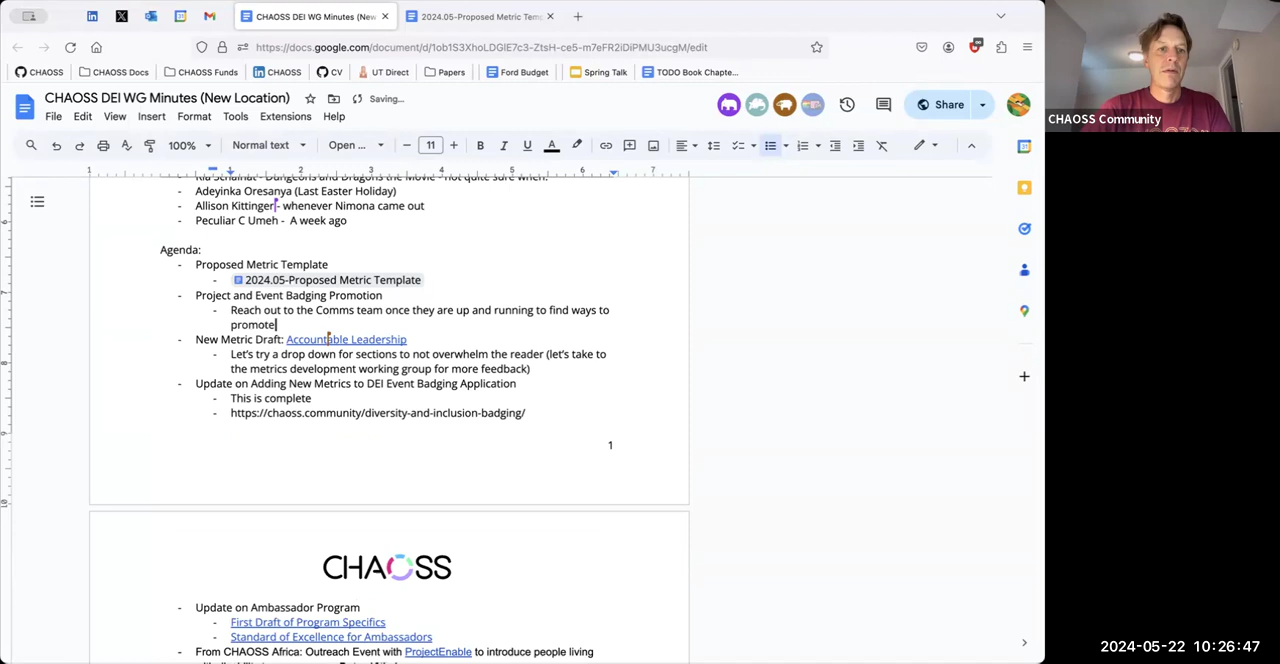 CHAOSS DEI WG Minutes (New
2024.05-Proposed Metric Tem
https://docs.google.com/document/d/1ob1S3XhoLDGlE7c3-ZtsH-ce5-m7eFR2iDiPMU3ucgM/edit
CHAOSS
CHAOSS Docs
CHAOSS Funds
CHAOSS
CV
UT Direct
Papers
Ford Budget
Spring Talk
TODO Book Chapte...
CHAOSS DEI WG Minutes (New Location)
Saving...
Share
File Edit View Insert Format Tools Extensions Help
100% Normal text Open ... 11
1 1 2 3 4 5 6 7
- Adeyinka Oresanya (Last Easter Holiday)
- Allison Kittinger - whenever Nimona came out
- Peculiar C Umeh - A week ago
Agenda:
- Proposed Metric Template
- 2024.05-Proposed Metric Template
- Project and Event Badging Promotion
- Reach out to the Comms team once they are up and running to find ways to
promote
- New Metric Draft: Accountable Leadership
- Let's try a drop down for sections to not overwhelm the reader (let's take to
the metrics development working group for more feedback)
- Update on Adding New Metrics to DEI Event Badging Application
- This is complete
- https://chaoss.community/diversity-and-inclusion-badging/
1
CHAOSS
- Update on Ambassador Program
- First Draft of Program Specifics
- Standard of Excellence for Ambassadors
- From CHAOSS Africa: Outreach Event with ProjectEnable to introduce people living
CHAOSS Community
2024-05-22 10:26:47